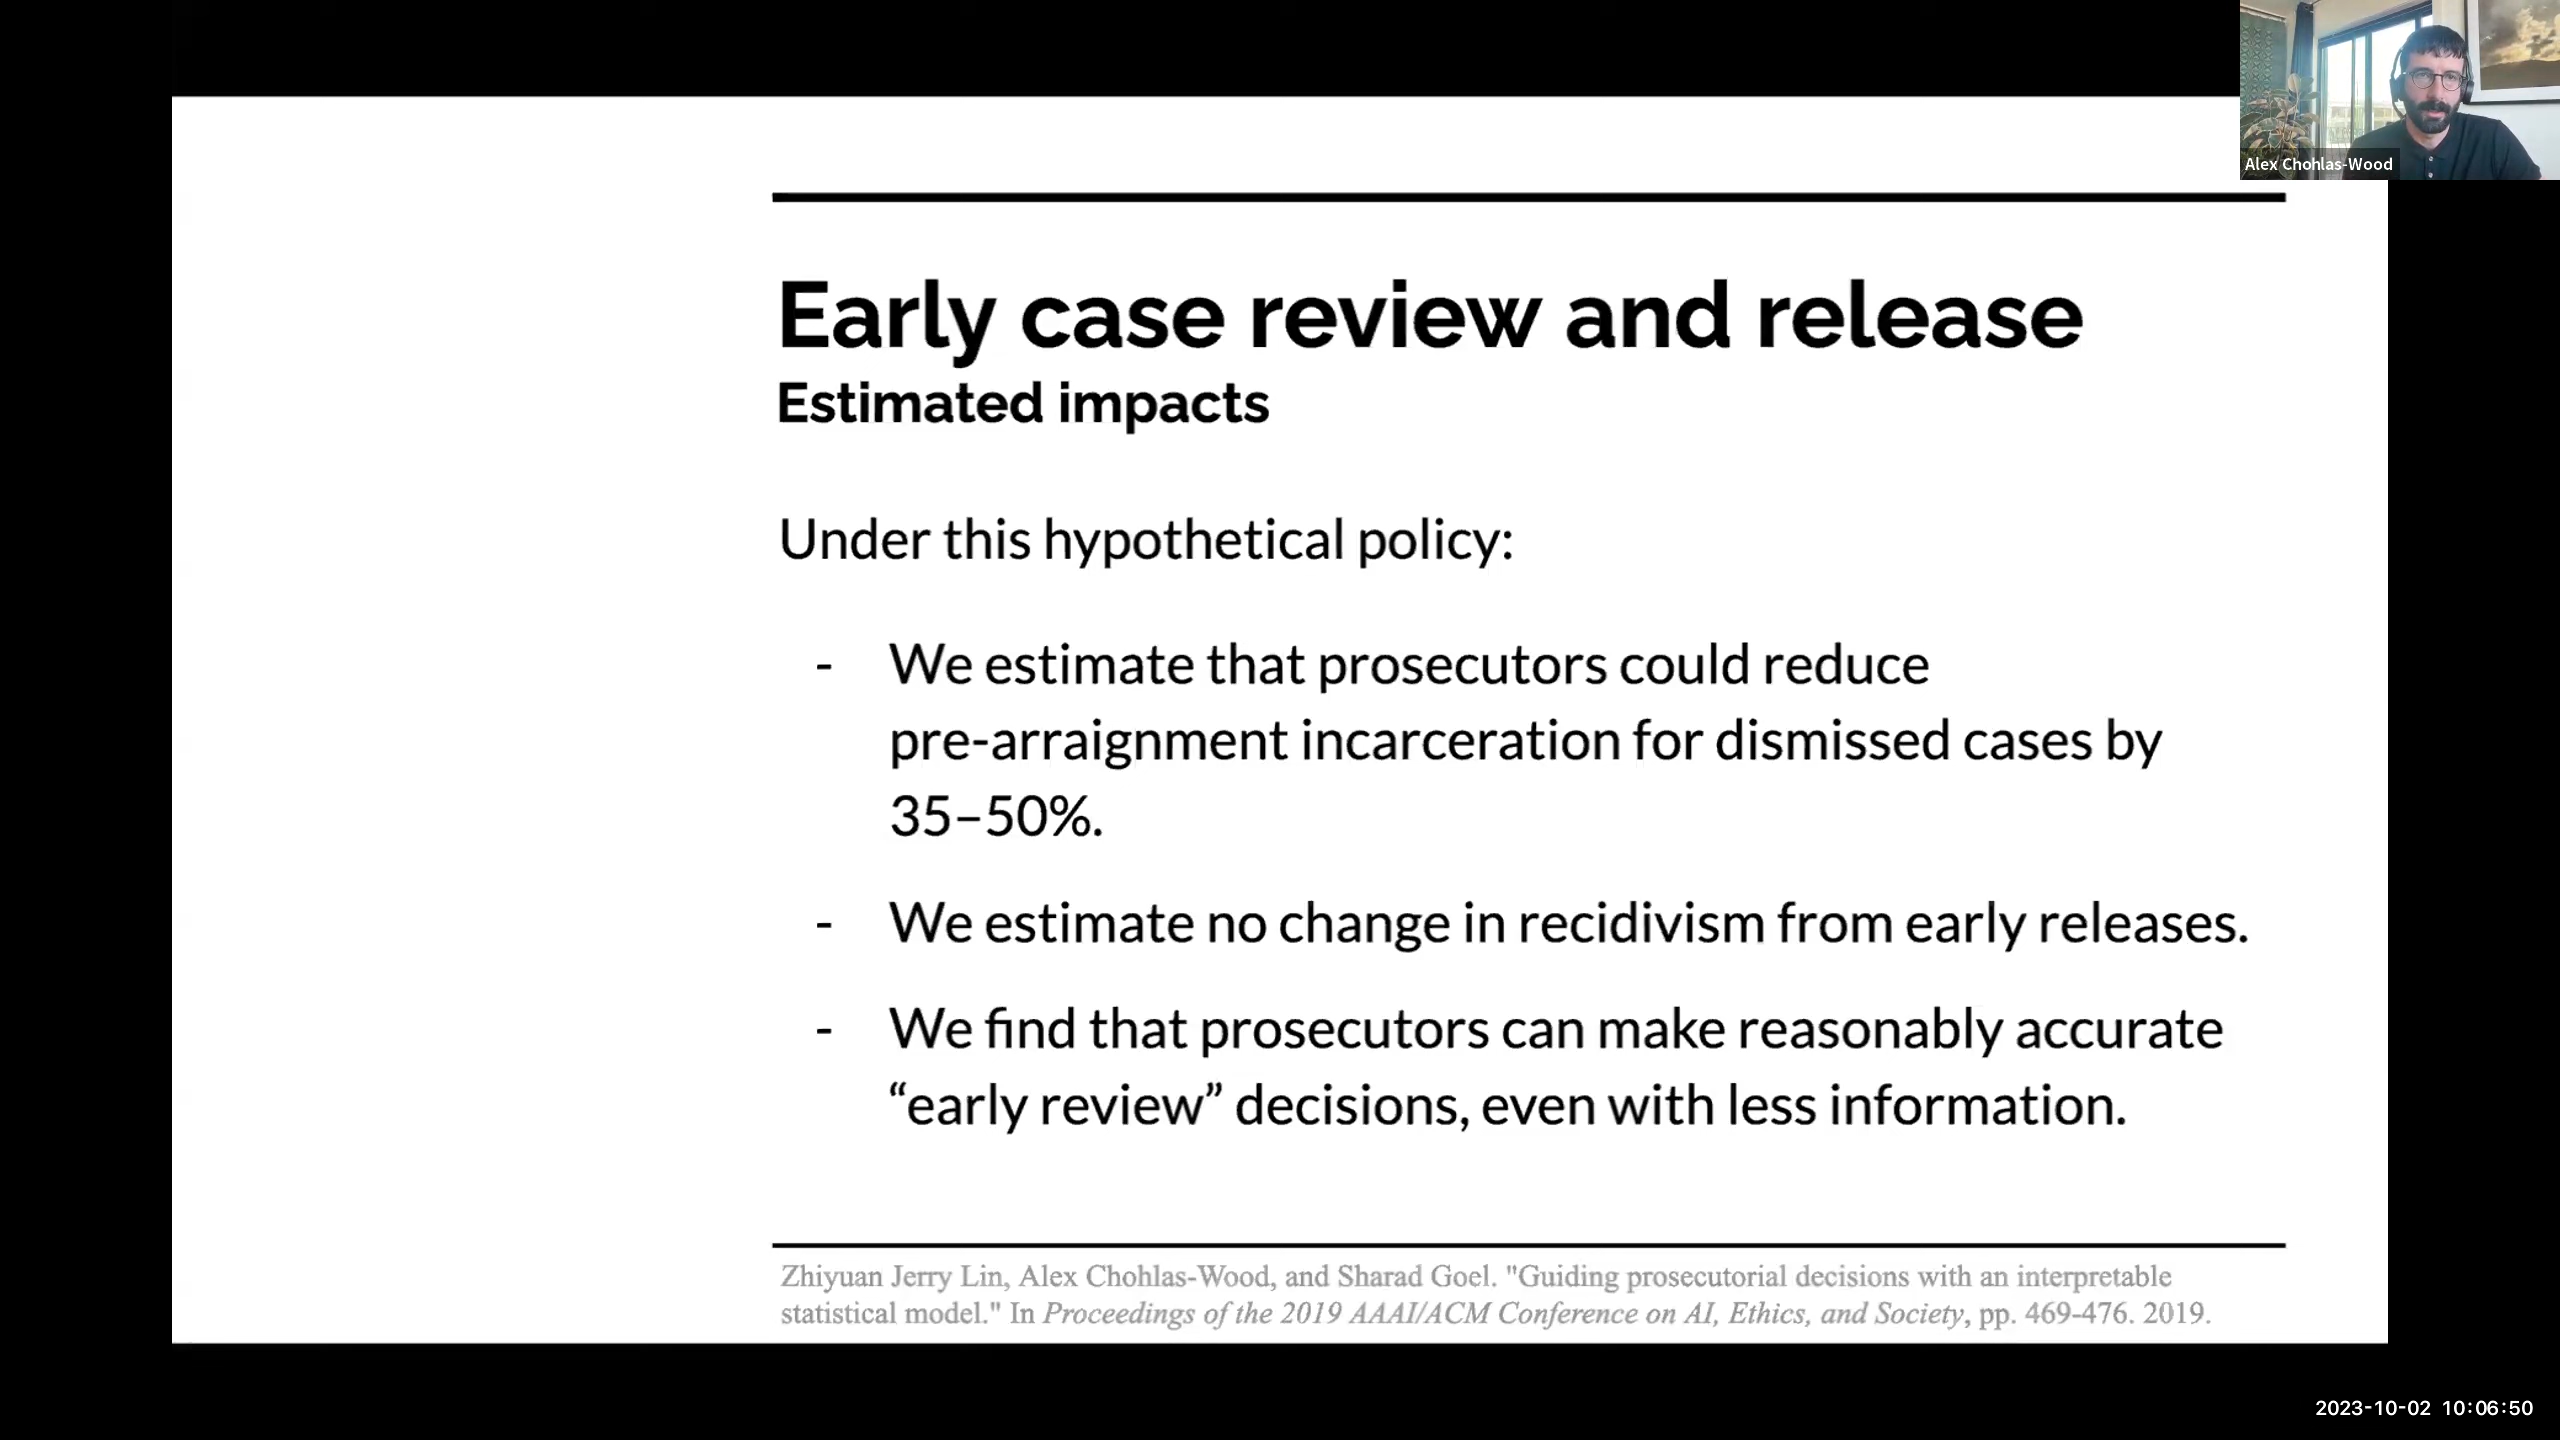 Alex Chohlas-Wood
Early case review and release
Estimated impacts
Under this hypothetical policy:
- We estimate that prosecutors could reduce
pre-arraignment incarceration for dismissed cases by
35–50%.
- We estimate no change in recidivism from early releases.
- We find that prosecutors can make reasonably accurate
“early review” decisions, even with less information.
Zhiyuan Jerry Lin, Alex Chohlas-Wood, and Sharad Goel. "Guiding prosecutorial decisions with an interpretable
statistical model." In Proceedings of the 2019 AAAI/ACM Conference on AI, Ethics, and Society, pp. 469-476. 2019.
2023-10-02 10:06:50